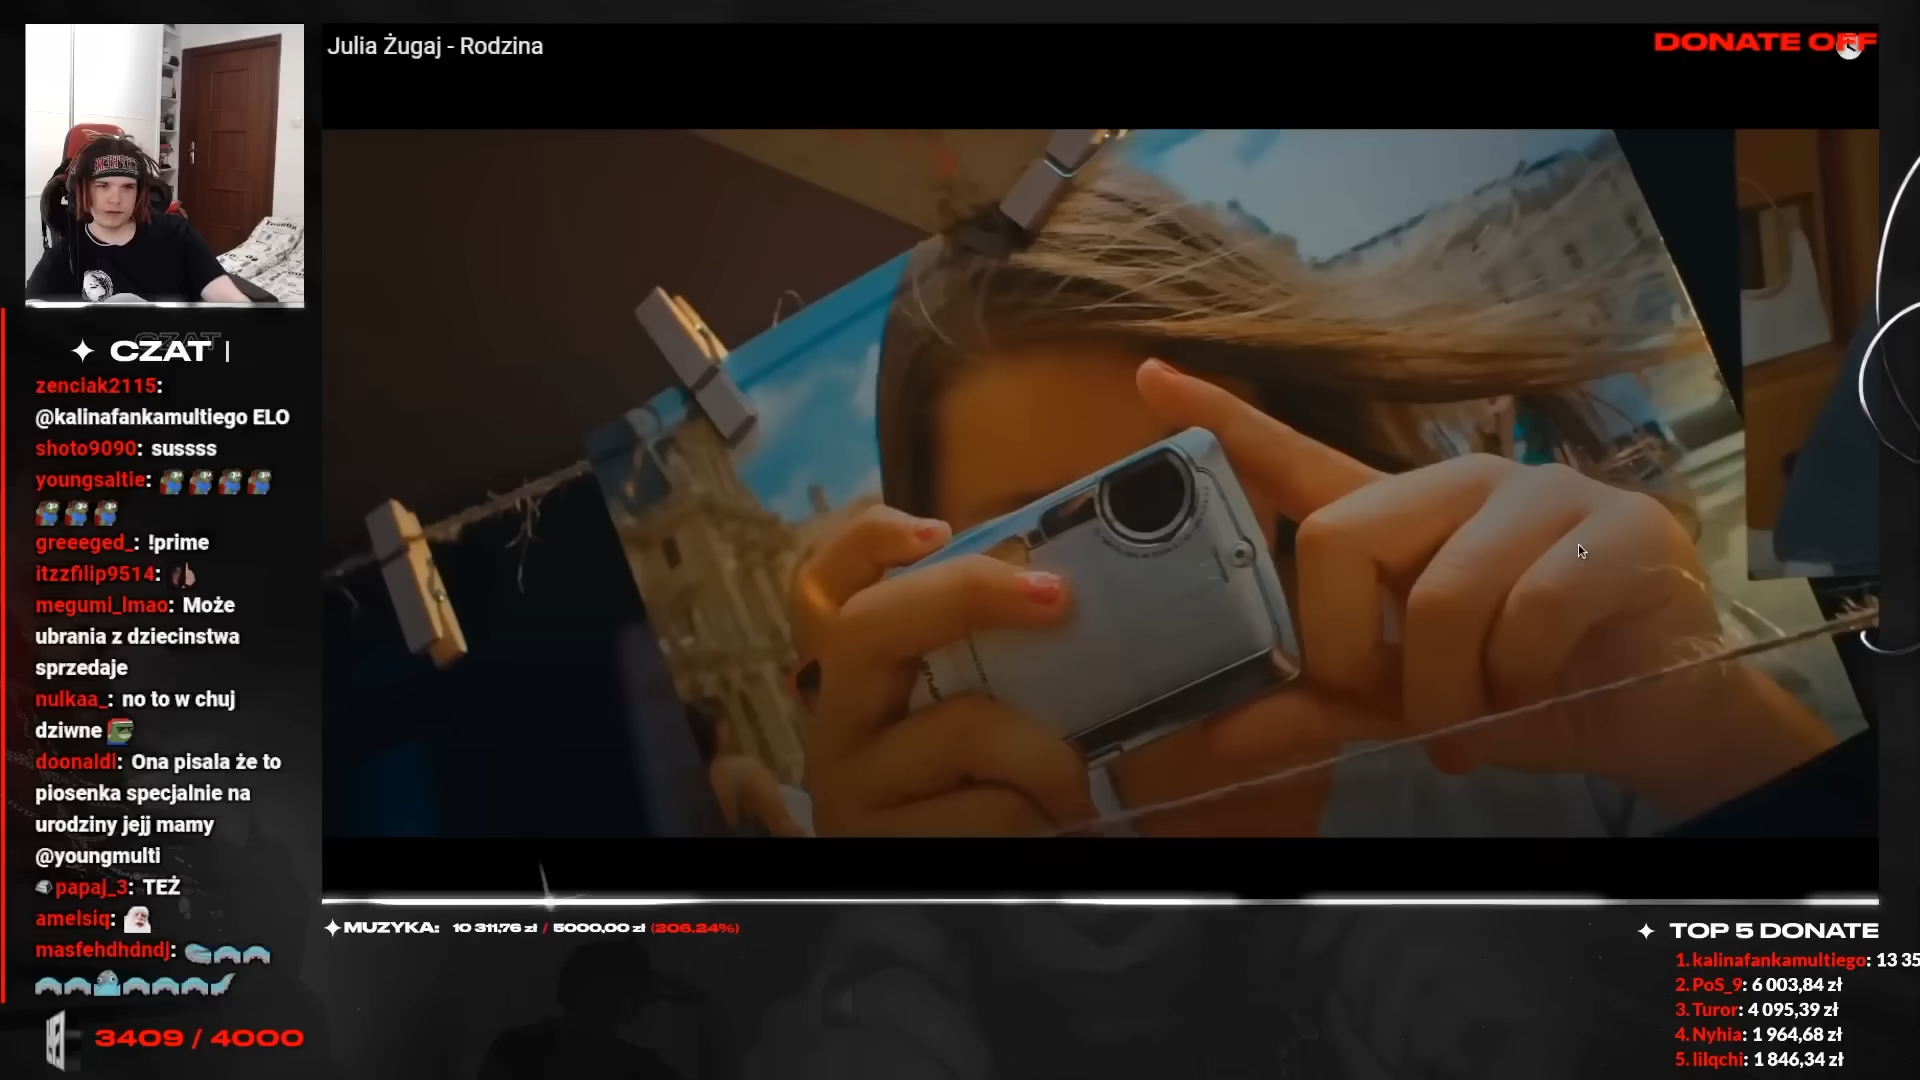 Julia Żugaj - Rodzina
DONATE OFF
CZAT |
zenciak2115:
@kalinafankamultiego ELO
shoto9090: sussss
youngsaltie:
greeeged_: !prime
itzzfilip9514:
megumi_lmao: Może
ubrania z dziecinstwa
sprzedaje
nulkaa_: no to w chuj
dziwne
doonaldl: Ona pisala że to
piosenka specjalnie na
urodziny jejj mamy
@youngmulti
papaj_3: TEŻ
amelsiq:
masfehdhdndj:
3409 / 4000
MUZYKA: 10 311,76 zł / 5000,00 zł (206.24%)
TOP 5 DONATE
1. kalinafankamultiego: 13 35
2. PoS_9: 6 003,84 zł
3. Turor: 4 095,39 zł
4. Nyhia: 1 964,68 zł
5. lilqchi: 1 846,34 zł